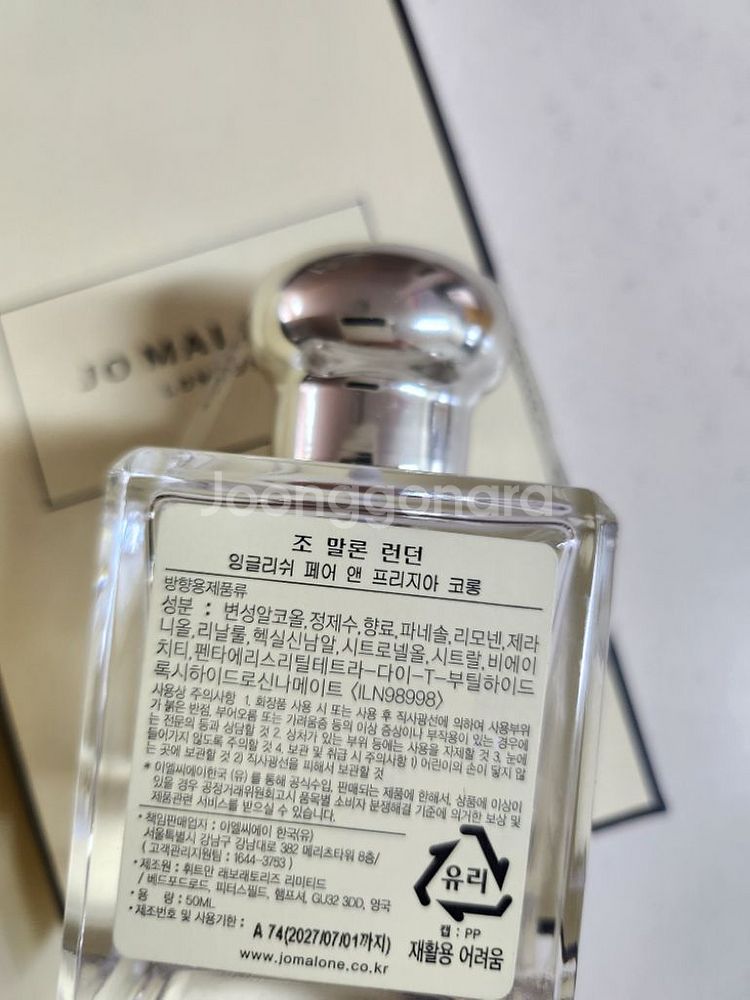 JO MAL
LON
Joonggonara
조 말론 런던
잉글리쉬 페어 앤 프리지아 코롱
방향용제품류
성분 : 변성알코올,정제수,향료,파네솔,리모넨,제라
니올,리날룰,헥실신남알,시트로넬올,시트랄,비에이
치티,펜타에리스리틸테트라-다이-T-부틸하이드
록시하이드로신나메이트 〈ILN98998〉
사용상 주의사항 1. 화장품 사용 시 또는 사용 후 직사광선에 의하여 사용부위
가 붉은 반점, 부어오름 또는 가려움증 등의 이상 증상이나 부작용이 있는 경우에
는 전문의 등과 상담할 것 2. 상처가 있는 부위 등에는 사용을 자제할 것 3. 눈에
들어가지 않도록 주의할 것 4. 보관 및 취급 시 주의사항 1) 어린이의 손이 닿지 않
는 곳에 보관할 것 2) 직사광선을 피해서 보관할 것
* 이엘씨에이한국 (유) 를 통해 공식수입, 판매되는 제품에 한해서, 상품에 이상이
있을 경우 공정거래위원회고시 품목별 소비자 분쟁해결 기준에 의거한 보상 및
제품관련 서비스를 받으실 수 있습니다.
•책임판매업자 : 이엘씨에이 한국(유)
서울특별시 강남구 강남대로 382 메리츠타워 8층/
( 고객관리지원팀 : 1644-3753 )
•제조원 : 휘트만 래보래토리즈 리미티드
/ 베드포드로드, 피터스필드, 햄프셔, GU32 3DD, 영국
•용 량 : 50ML
•제조번호 및 사용기한 : A 74(2027/07/01까지)
www.jomalone.co.kr
유리
캡 : PP
재활용 어려움